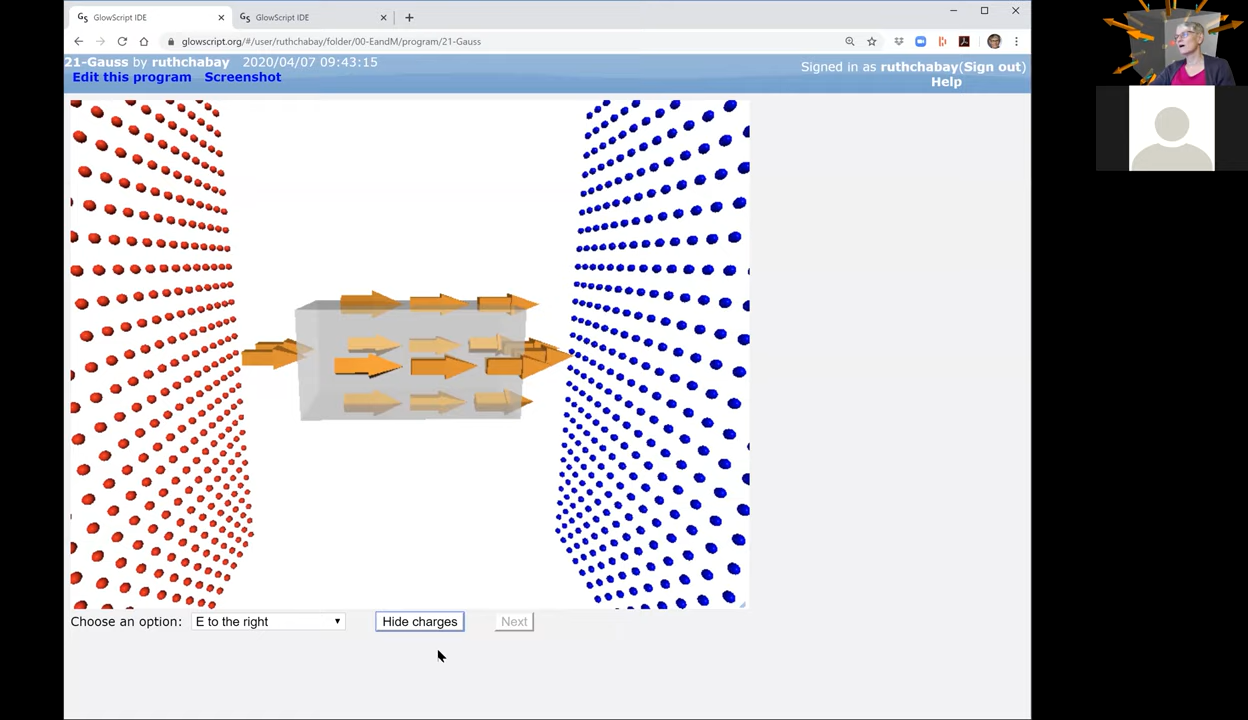 GS GlowScript IDE × GS GlowScript IDE × +
glowscript.org/#/user/ruthchabay/folder/00-EandM/program/21-Gauss
21-Gauss by ruthchabay 2020/04/07 09:43:15
Signed in as ruthchabay(Sign out)
Edit this program Screenshot
Help
Choose an option: E to the right Hide charges Next